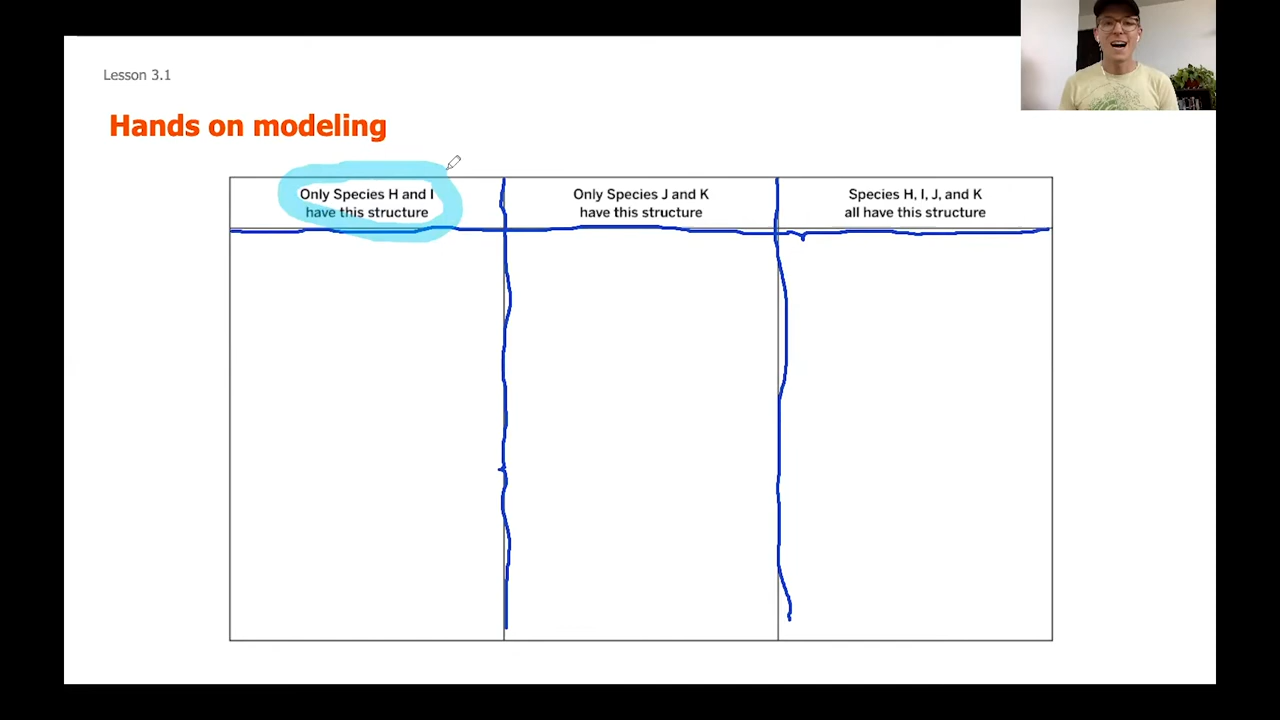 Lesson 3.1
Hands on modeling
Only Species H and I
have this structure
Only Species J and K
have this structure
Species H, I, J, and K
all have this structure